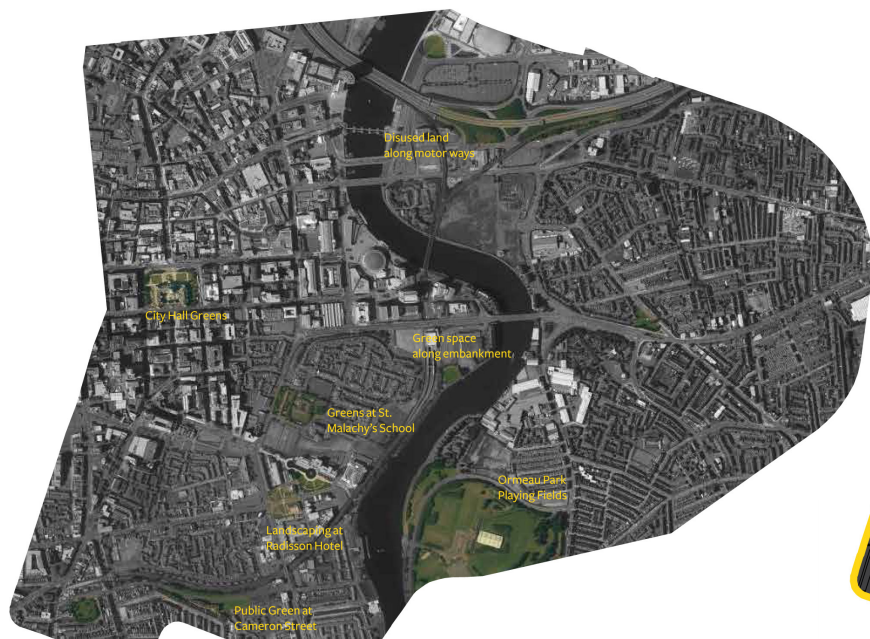 Disused land
along motor ways
City Hall Greens
Green space
along embankment
Greens at St.
Malachy's School
Ormeau Park
Playing Fields
Landscaping at
Radisson Hotel
Public Green at
Cameron Street